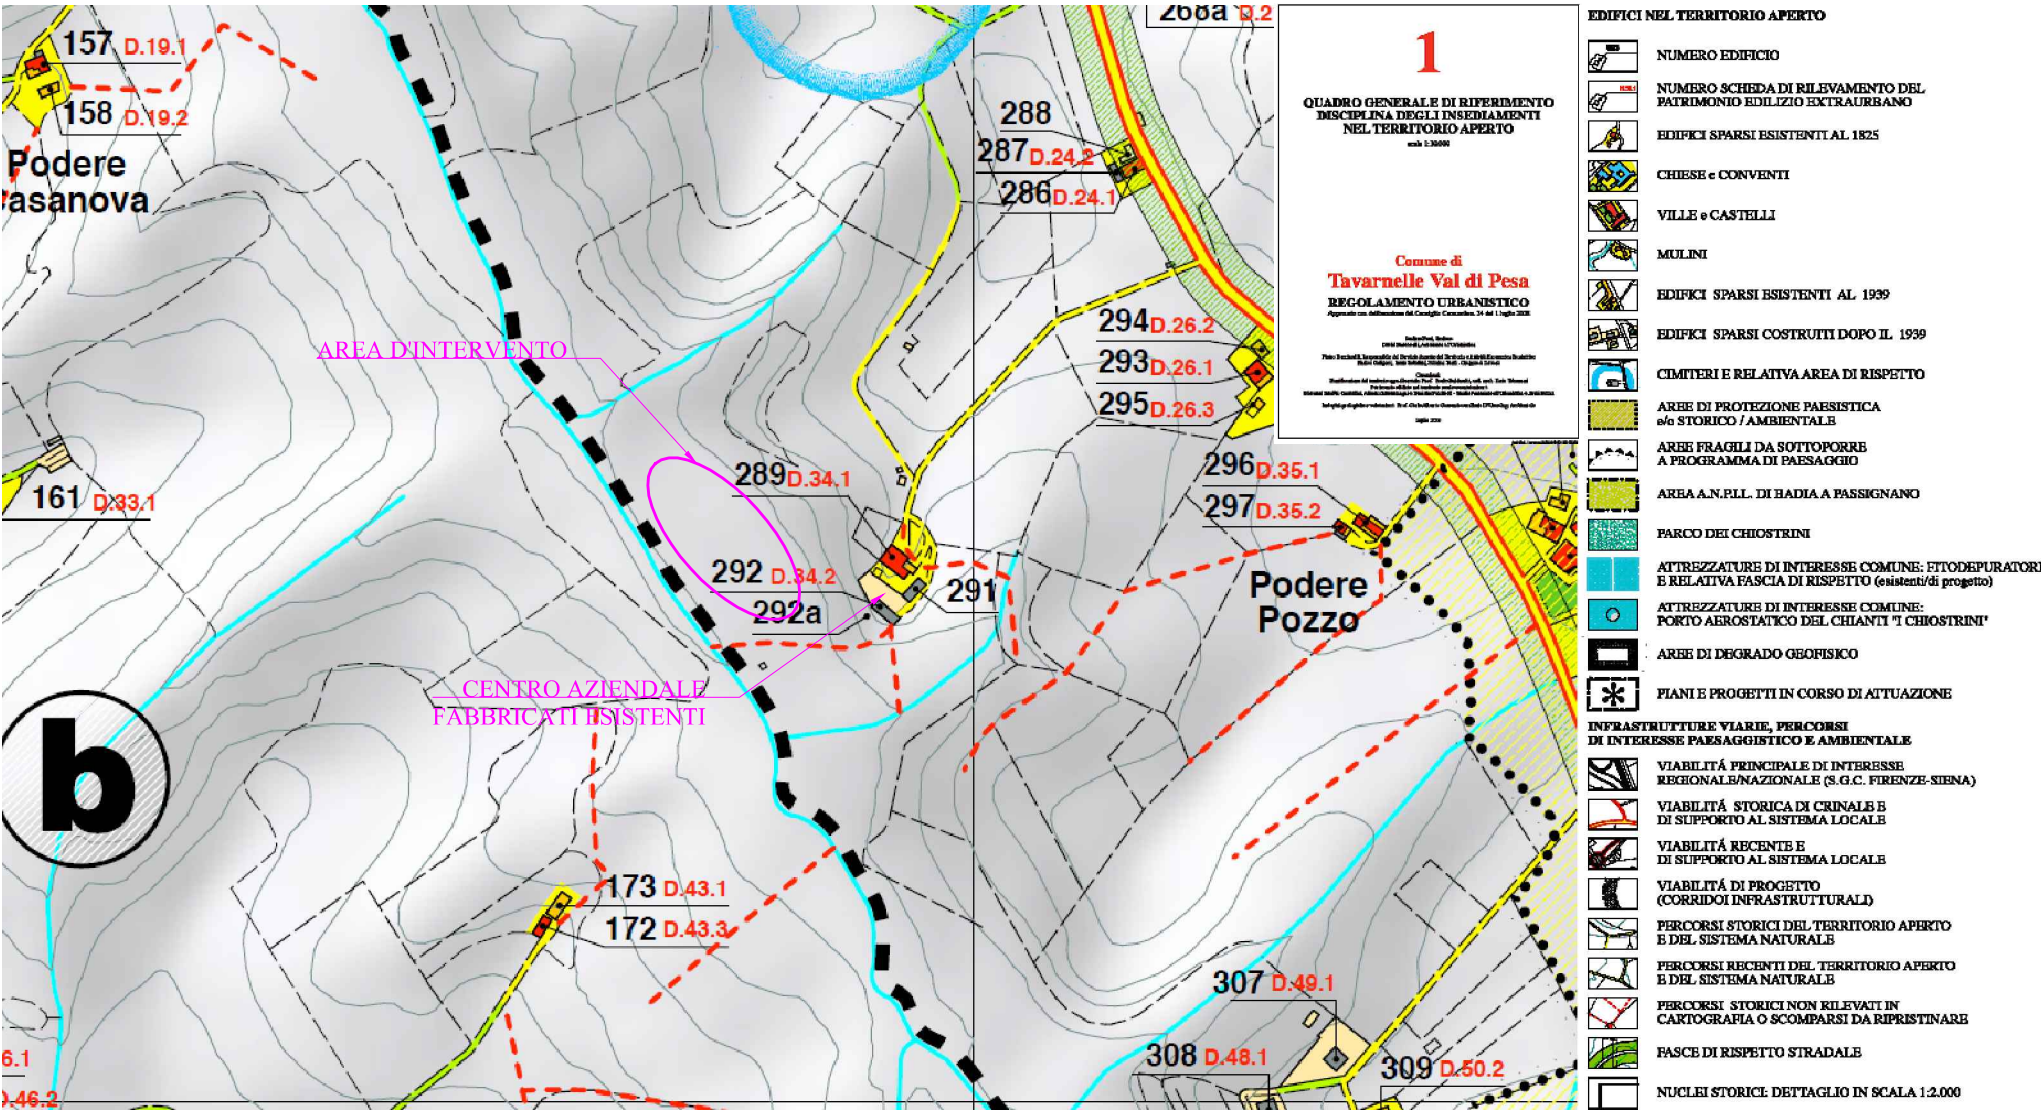 157 D.19.1
158 D.19.2
Podere
Casanova
268a D.2
288
287 D.24.2
286 D.24.1
294 D.26.2
293 D.26.1
295 D.26.3
AREA D'INTERVENTO
161 D.33.1
289 D.34.1
292 D.34.2
292a
291
296 D.35.1
297 D.35.2
Podere
Pozzo
CENTRO AZIENDALE
FABBRICATI ESISTENTI
b
173 D.43.1
172 D.43.3
307 D.49.1
308 D.48.1
309 D.50.2
6.1
D.46.2
1
QUADRO GENERALE DI RIFERIMENTO
DISCIPLINA DEGLI INSEDIAMENTI
NEL TERRITORIO APERTO
Comune di
Tavarnelle Val di Pesa
REGOLAMENTO URBANISTICO
EDIFICI NEL TERRITORIO APERTO
NUMERO EDIFICIO
NUMERO SCHEDA DI RILEVAMENTO DEL
PATRIMONIO EDILIZIO EXTRAURBANO
EDIFICI SPARSI ESISTENTI AL 1825
CHIESE e CONVENTI
VILLE e CASTELLI
MULINI
EDIFICI SPARSI ESISTENTI AL 1939
EDIFICI SPARSI COSTRUITI DOPO IL 1939
CIMITERI E RELATIVA AREA DI RISPETTO
AREE DI PROTEZIONE PAESISTICA
e/o STORICO / AMBIENTALE
AREE FRAGILI DA SOTTOPORRE
A PROGRAMMA DI PAESAGGIO
AREA A.N.P.I.L. DI BADIA A PASSIGNANO
PARCO DEI CHIOSTRINI
ATTREZZATURE DI INTERESSE COMUNE: FITODEPURATORI
E RELATIVA FASCIA DI RISPETTO (esistenti/di progetto)
ATTREZZATURE DI INTERESSE COMUNE:
PORTO AEROSTATICO DEL CHIANTI "I CHIOSTRINI"
AREE DI DEGRADO GEOFISICO
PIANI E PROGETTI IN CORSO DI ATTUAZIONE
INFRASTRUTTURE VIARIE, PERCORSI
DI INTERESSE PAESAGGISTICO E AMBIENTALE
VIABILITÁ PRINCIPALE DI INTERESSE
REGIONALE/NAZIONALE (S.G.C. FIRENZE-SIENA)
VIABILITÁ STORICA DI CRINALE E
DI SUPPORTO AL SISTEMA LOCALE
VIABILITÁ RECENTE E
DI SUPPORTO AL SISTEMA LOCALE
VIABILITÁ DI PROGETTO
(CORRIDOI INFRASTRUTTURALI)
PERCORSI STORICI DEL TERRITORIO APERTO
E DEL SISTEMA NATURALE
PERCORSI RECENTI DEL TERRITORIO APERTO
E DEL SISTEMA NATURALE
PERCORSI STORICI NON RILEVATI IN
CARTOGRAFIA O SCOMPARSI DA RIPRISTINARE
FASCE DI RISPETTO STRADALE
NUCLEI STORICI: DETTAGLIO IN SCALA 1:2.000